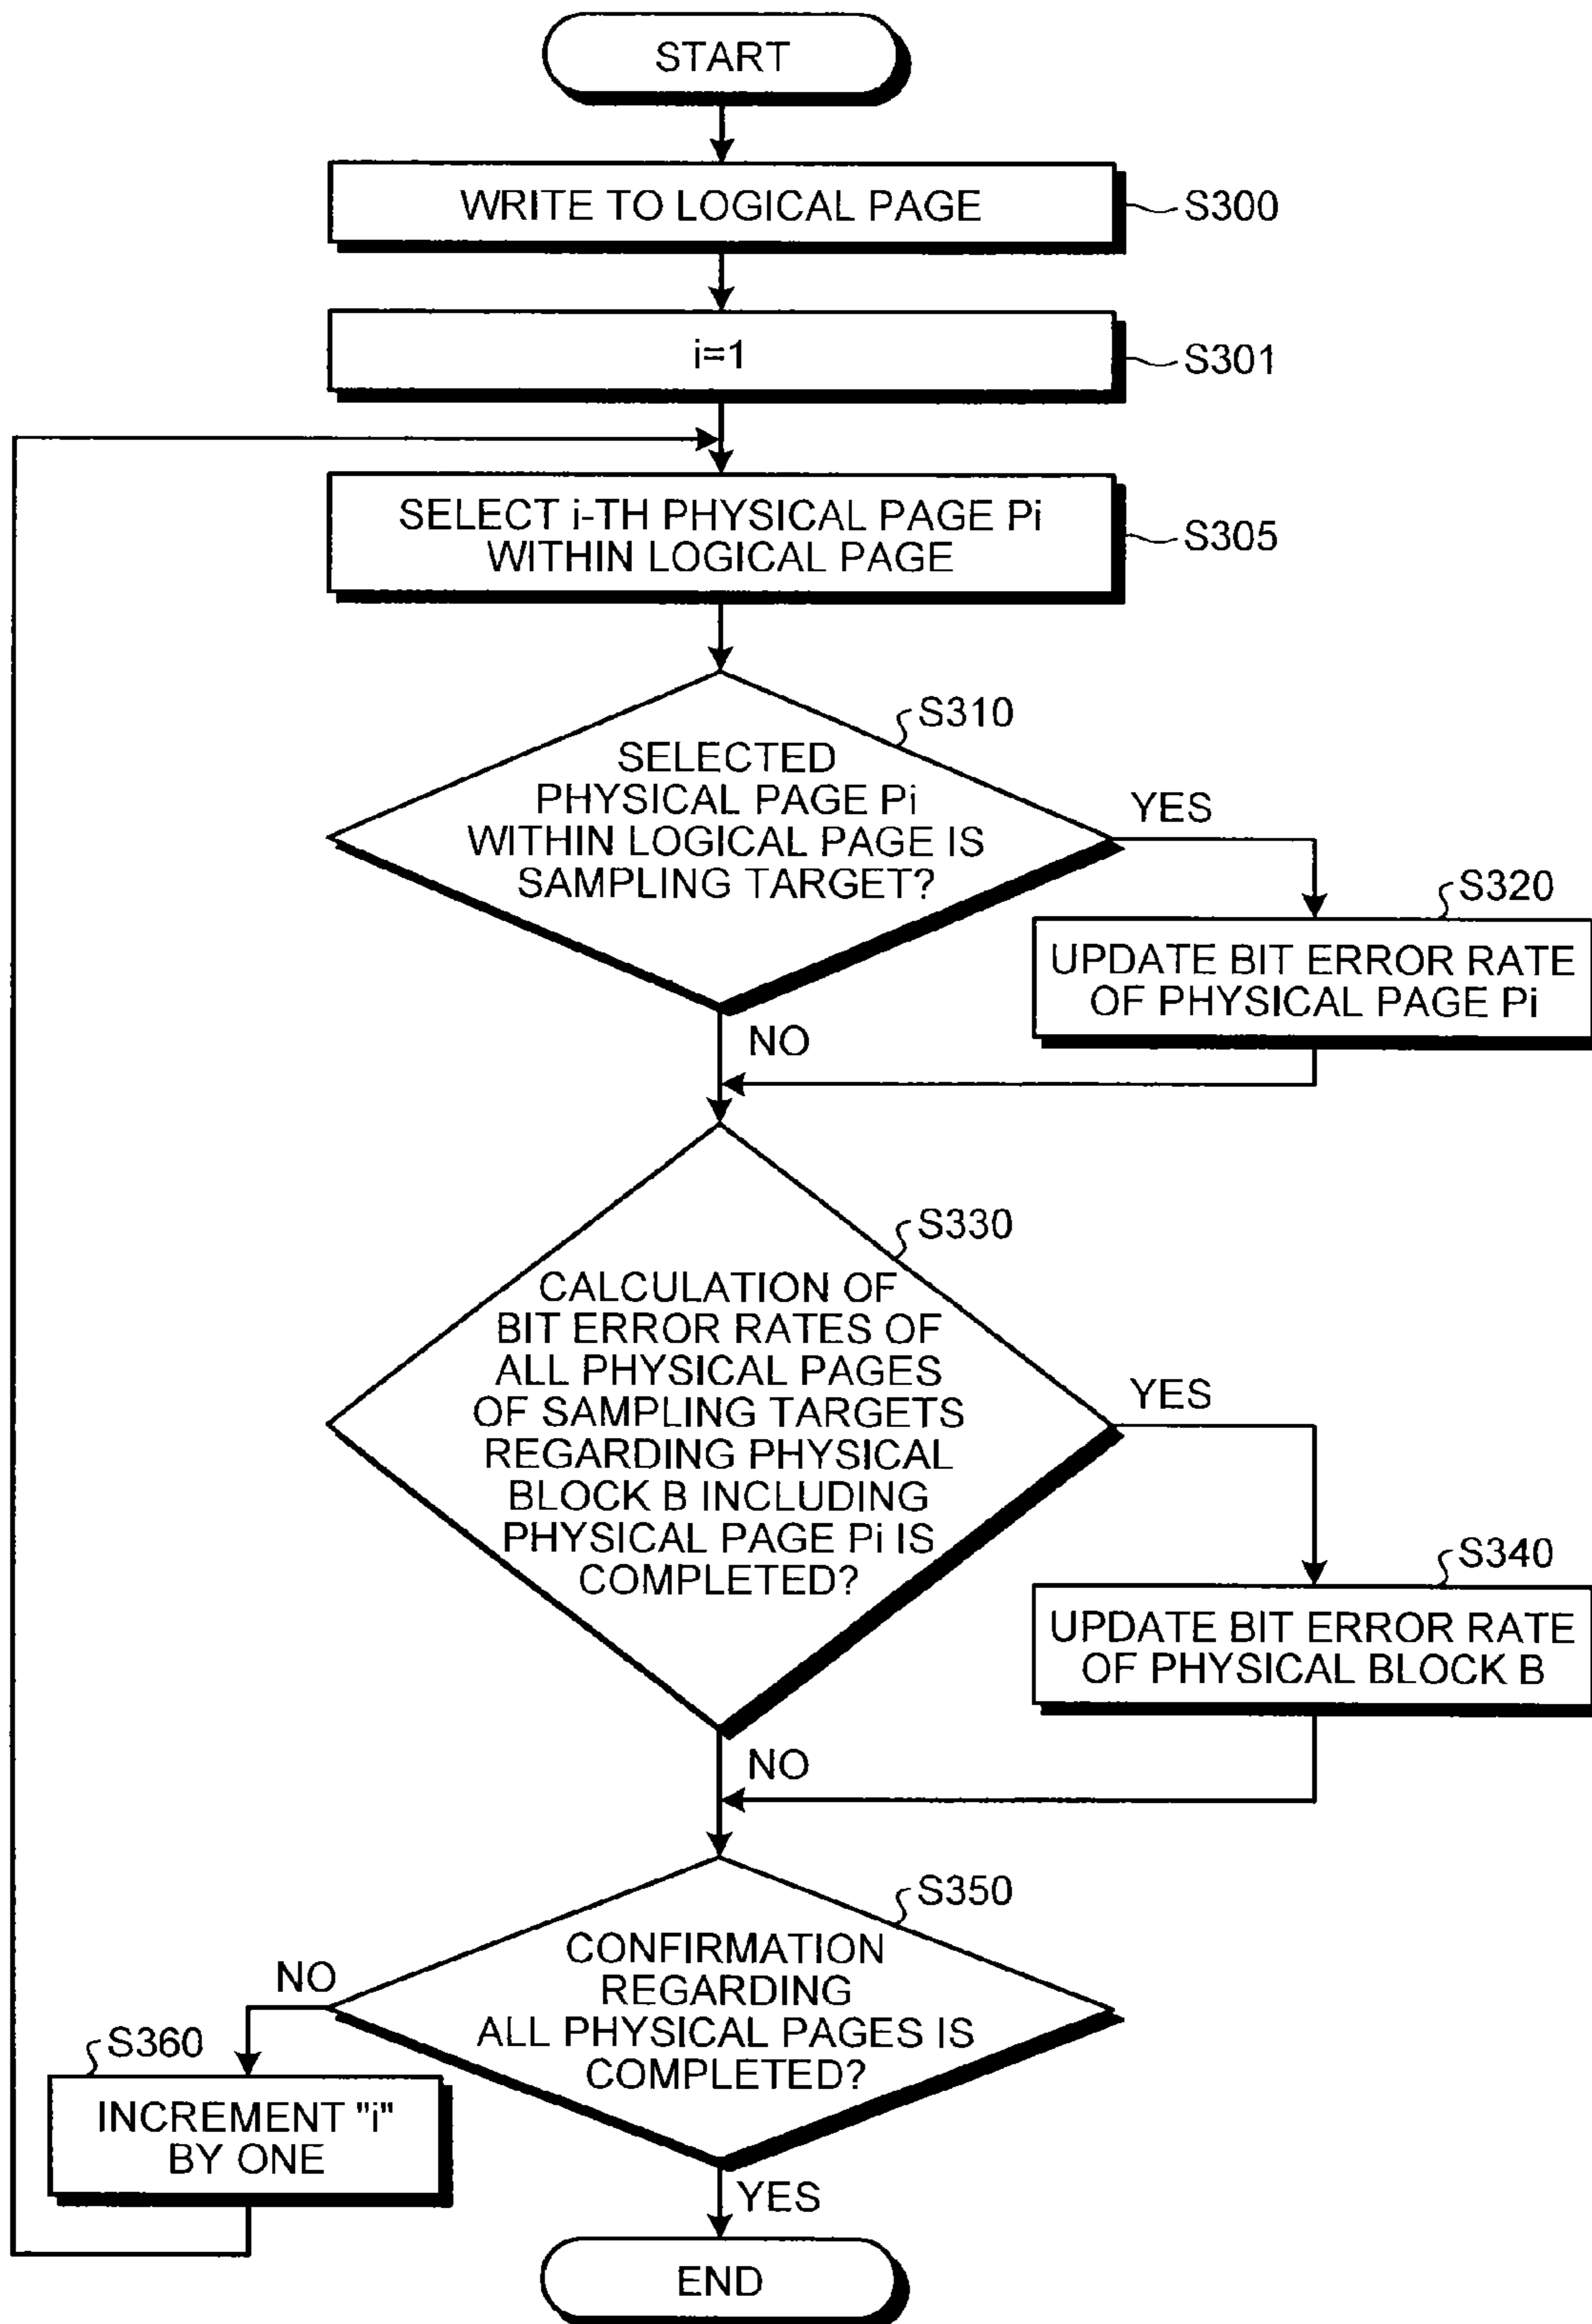 START
WRITE TO LOGICAL PAGE
S300
i=1
S301
SELECT i-TH PHYSICAL PAGE Pi
WITHIN LOGICAL PAGE
S305
S310
SELECTED
PHYSICAL PAGE Pi
WITHIN LOGICAL PAGE IS
SAMPLING TARGET?
YES
S320
UPDATE BIT ERROR RATE
OF PHYSICAL PAGE Pi
NO
S330
CALCULATION OF
BIT ERROR RATES OF
ALL PHYSICAL PAGES
OF SAMPLING TARGETS
REGARDING PHYSICAL
BLOCK B INCLUDING
PHYSICAL PAGE Pi IS
COMPLETED?
YES
S340
UPDATE BIT ERROR RATE
OF PHYSICAL BLOCK B
NO
S350
CONFIRMATION
REGARDING
ALL PHYSICAL PAGES IS
COMPLETED?
NO
S360
INCREMENT "i"
BY ONE
YES
END